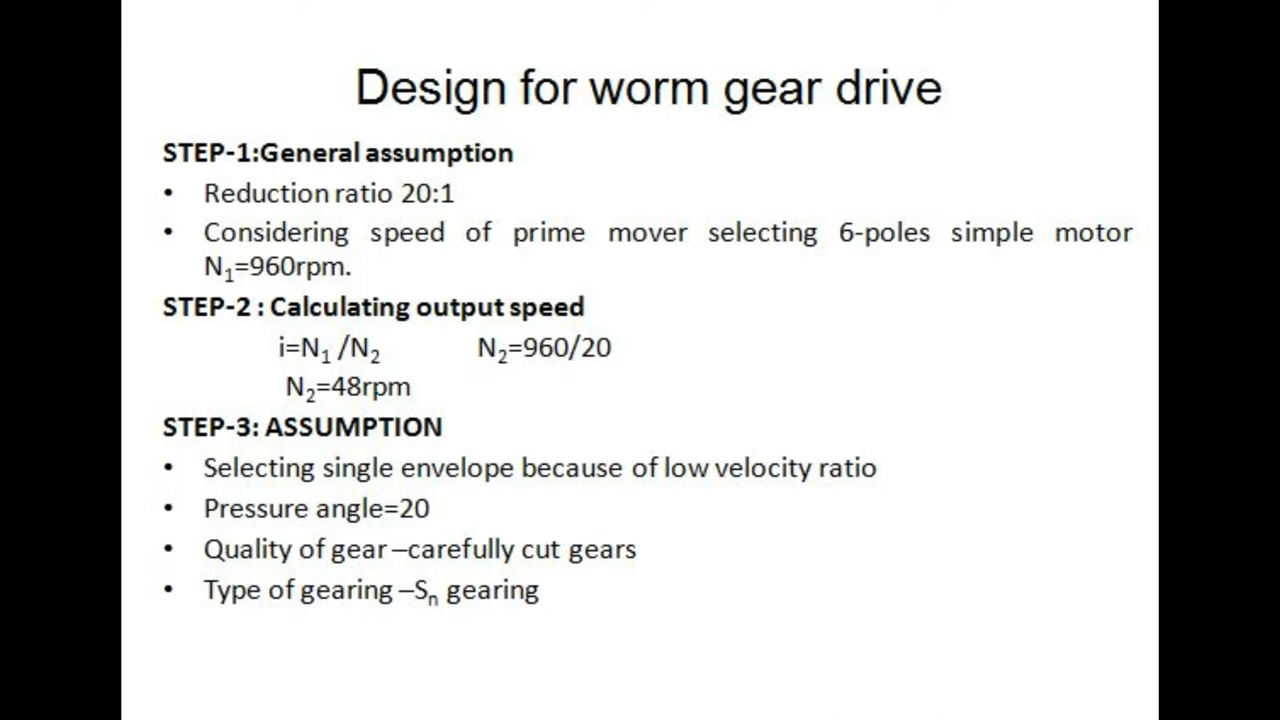 Design for worm gear drive
STEP-1:General assumption
• Reduction ratio 20:1
• Considering speed of prime mover selecting 6-poles simple motor
N₁=960rpm.
STEP-2 : Calculating output speed
i=N₁ /N₂ N₂=960/20
N₂=48rpm
STEP-3: ASSUMPTION
• Selecting single envelope because of low velocity ratio
• Pressure angle=20
• Quality of gear –carefully cut gears
• Type of gearing –Sₙ gearing